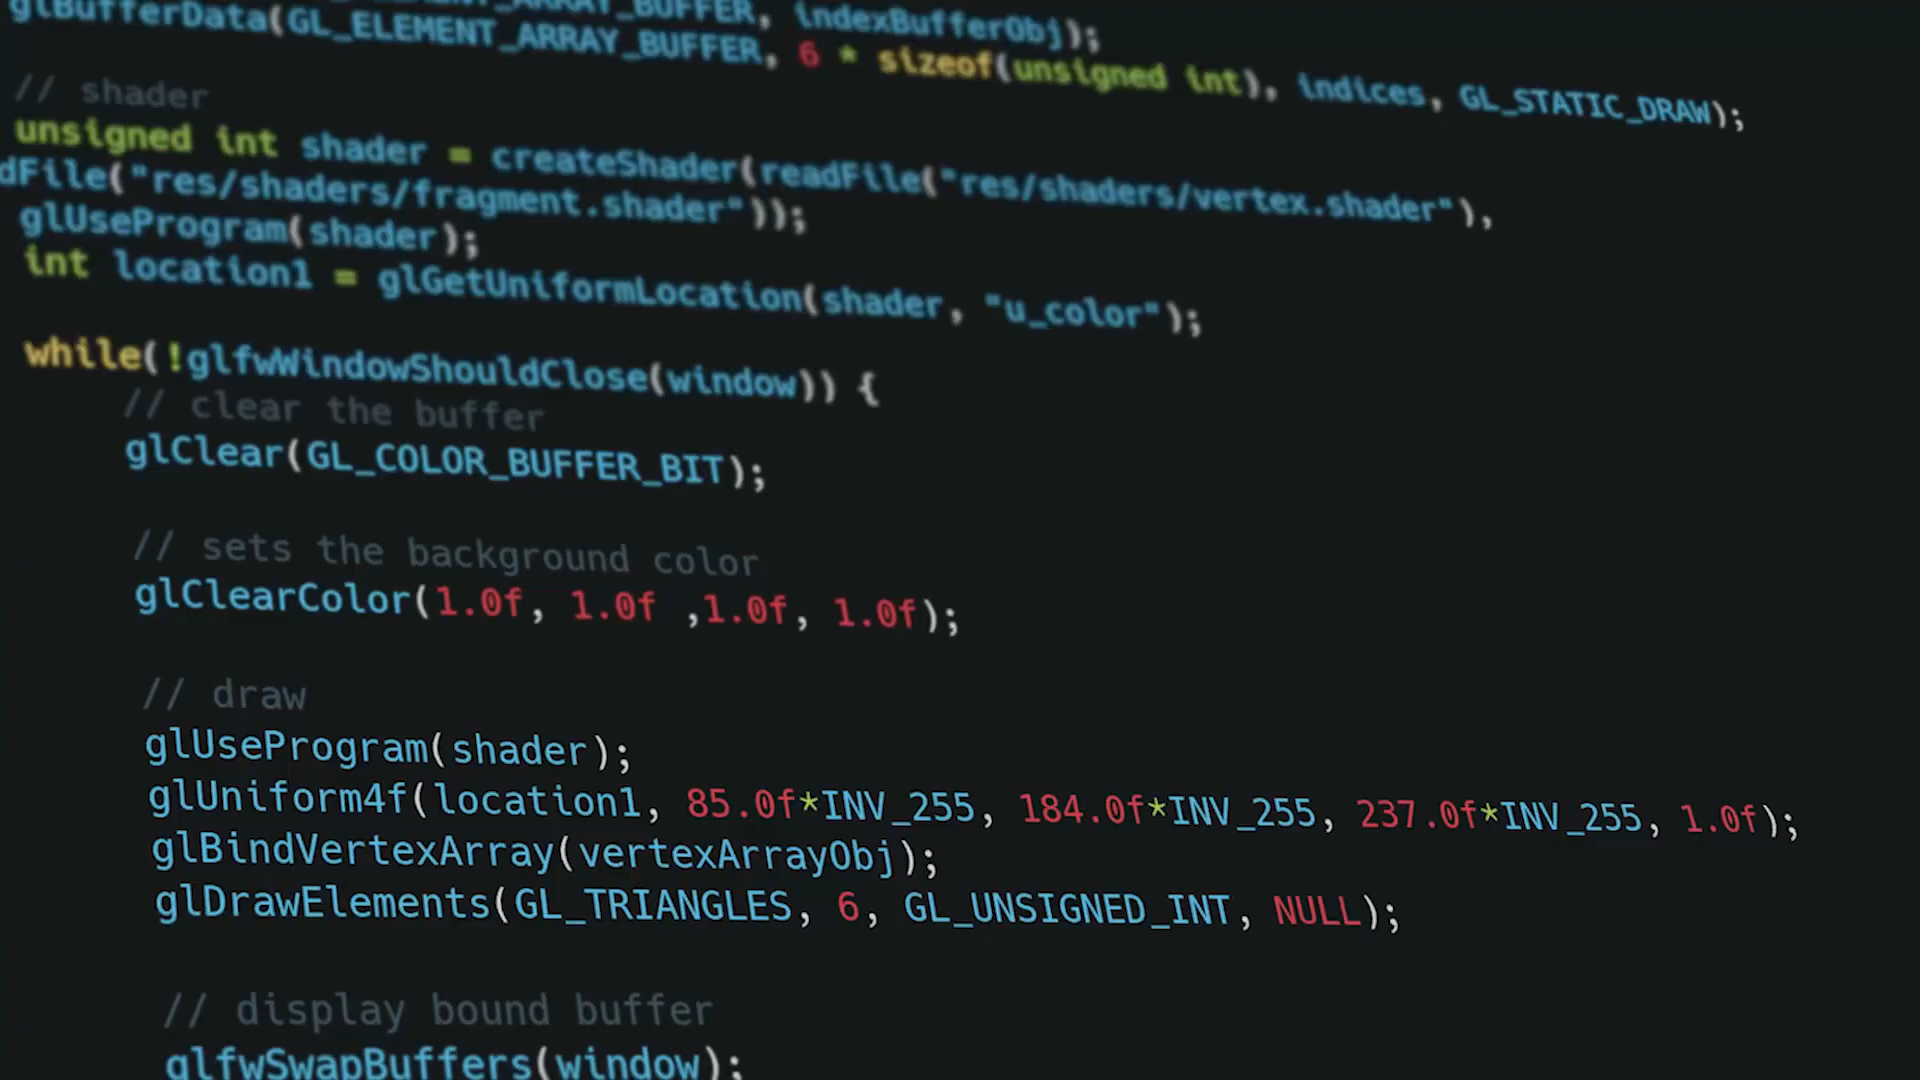 _ELEMENT_ARRAY_BUFFER, indexBufferObj);
glBufferData(GL_ELEMENT_ARRAY_BUFFER, 6 * sizeof(unsigned int), indices, GL_STATIC_DRAW);
// shader
unsigned int shader = createShader(readFile("res/shaders/vertex.shader"),
dFile("res/shaders/fragment.shader"));
glUseProgram(shader);
int location1 = glGetUniformLocation(shader, "u_color");
while(!glfwWindowShouldClose(window)) {
// clear the buffer
glClear(GL_COLOR_BUFFER_BIT);
// sets the background color
glClearColor(1.0f, 1.0f ,1.0f, 1.0f);
// draw
glUseProgram(shader);
glUniform4f(location1, 85.0f*INV_255, 184.0f*INV_255, 237.0f*INV_255, 1.0f);
glBindVertexArray(vertexArrayObj);
glDrawElements(GL_TRIANGLES, 6, GL_UNSIGNED_INT, NULL);
// display bound buffer
glfwSwapBuffers(window);